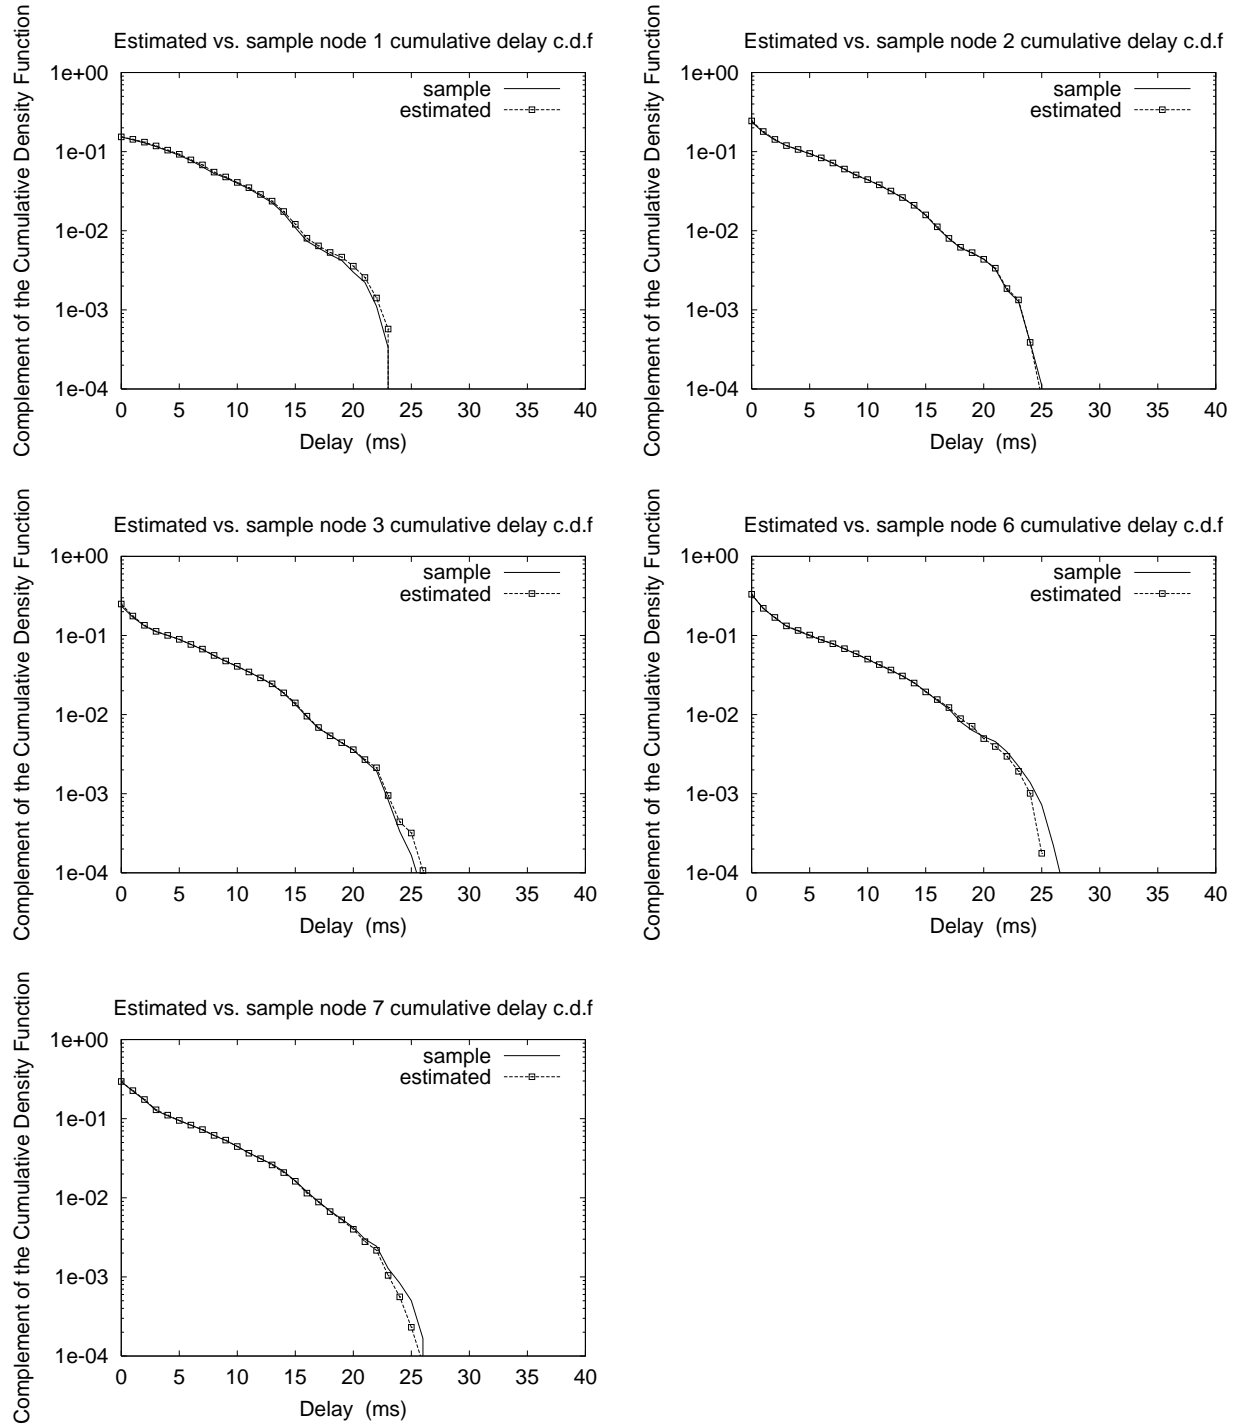 Estimated vs. sample node 1 cumulative delay c.d.f
Complement of the Cumulative Density Function
1e+00
1e-01
1e-02
1e-03
1e-04
sample
estimated
0 5 10 15 20 25 30 35 40
Delay (ms)
Estimated vs. sample node 2 cumulative delay c.d.f
Complement of the Cumulative Density Function
1e+00
1e-01
1e-02
1e-03
1e-04
sample
estimated
0 5 10 15 20 25 30 35 40
Delay (ms)
Estimated vs. sample node 3 cumulative delay c.d.f
Complement of the Cumulative Density Function
1e+00
1e-01
1e-02
1e-03
1e-04
sample
estimated
0 5 10 15 20 25 30 35 40
Delay (ms)
Estimated vs. sample node 6 cumulative delay c.d.f
Complement of the Cumulative Density Function
1e+00
1e-01
1e-02
1e-03
1e-04
sample
estimated
0 5 10 15 20 25 30 35 40
Delay (ms)
Estimated vs. sample node 7 cumulative delay c.d.f
Complement of the Cumulative Density Function
1e+00
1e-01
1e-02
1e-03
1e-04
sample
estimated
0 5 10 15 20 25 30 35 40
Delay (ms)